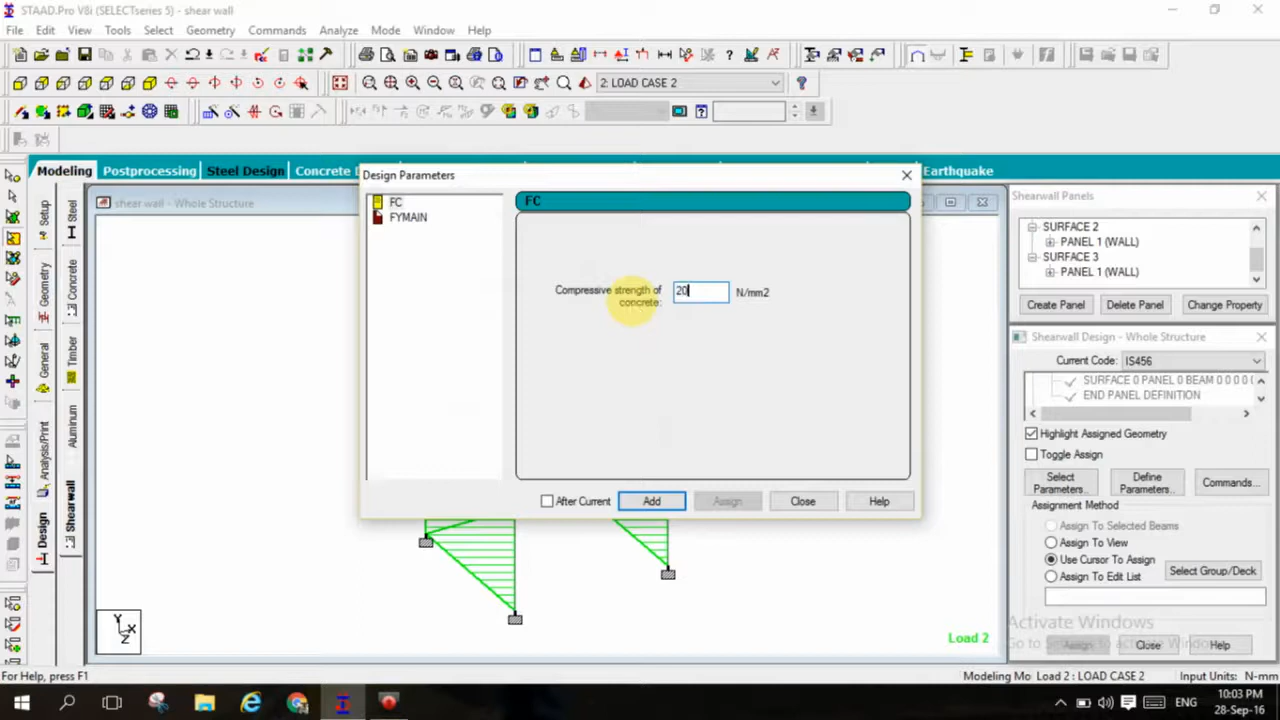 STAAD.Pro V8i (SELECTseries 5) - shear wall
File Edit View Tools Select Geometry Commands Analyze Mode Window Help
2: LOAD CASE 2
Modeling Postprocessing Steel Design Concrete D Earthquake
shear wall - Whole Structure
Setup
Geometry
General
Analysis/Print
Design
Steel
Concrete
Timber
Aluminum
Shearwall
Design Parameters
FC
FYMAIN
FC
Compressive strength of
concrete:
20
N/mm2
After Current Add Assign Close Help
Load 2
Y
X
Z
Shearwall Panels
SURFACE 2
PANEL 1 (WALL)
SURFACE 3
PANEL 1 (WALL)
Create Panel Delete Panel Change Property
Shearwall Design - Whole Structure
Current Code: IS456
SURFACE 0 PANEL 0 BEAM 0 0 0 0
END PANEL DEFINITION
Highlight Assigned Geometry
Toggle Assign
Select
Parameters..
Define
Parameters..
Commands...
Assignment Method
Assign To Selected Beams
Assign To View
Use Cursor To Assign
Select Group/Deck
Assign To Edit List
Activate Windows
Assign Close Help
For Help, press F1
Modeling Mo Load 2 : LOAD CASE 2 Input Units: N-mm
ENG
10:03 PM
28-Sep-16